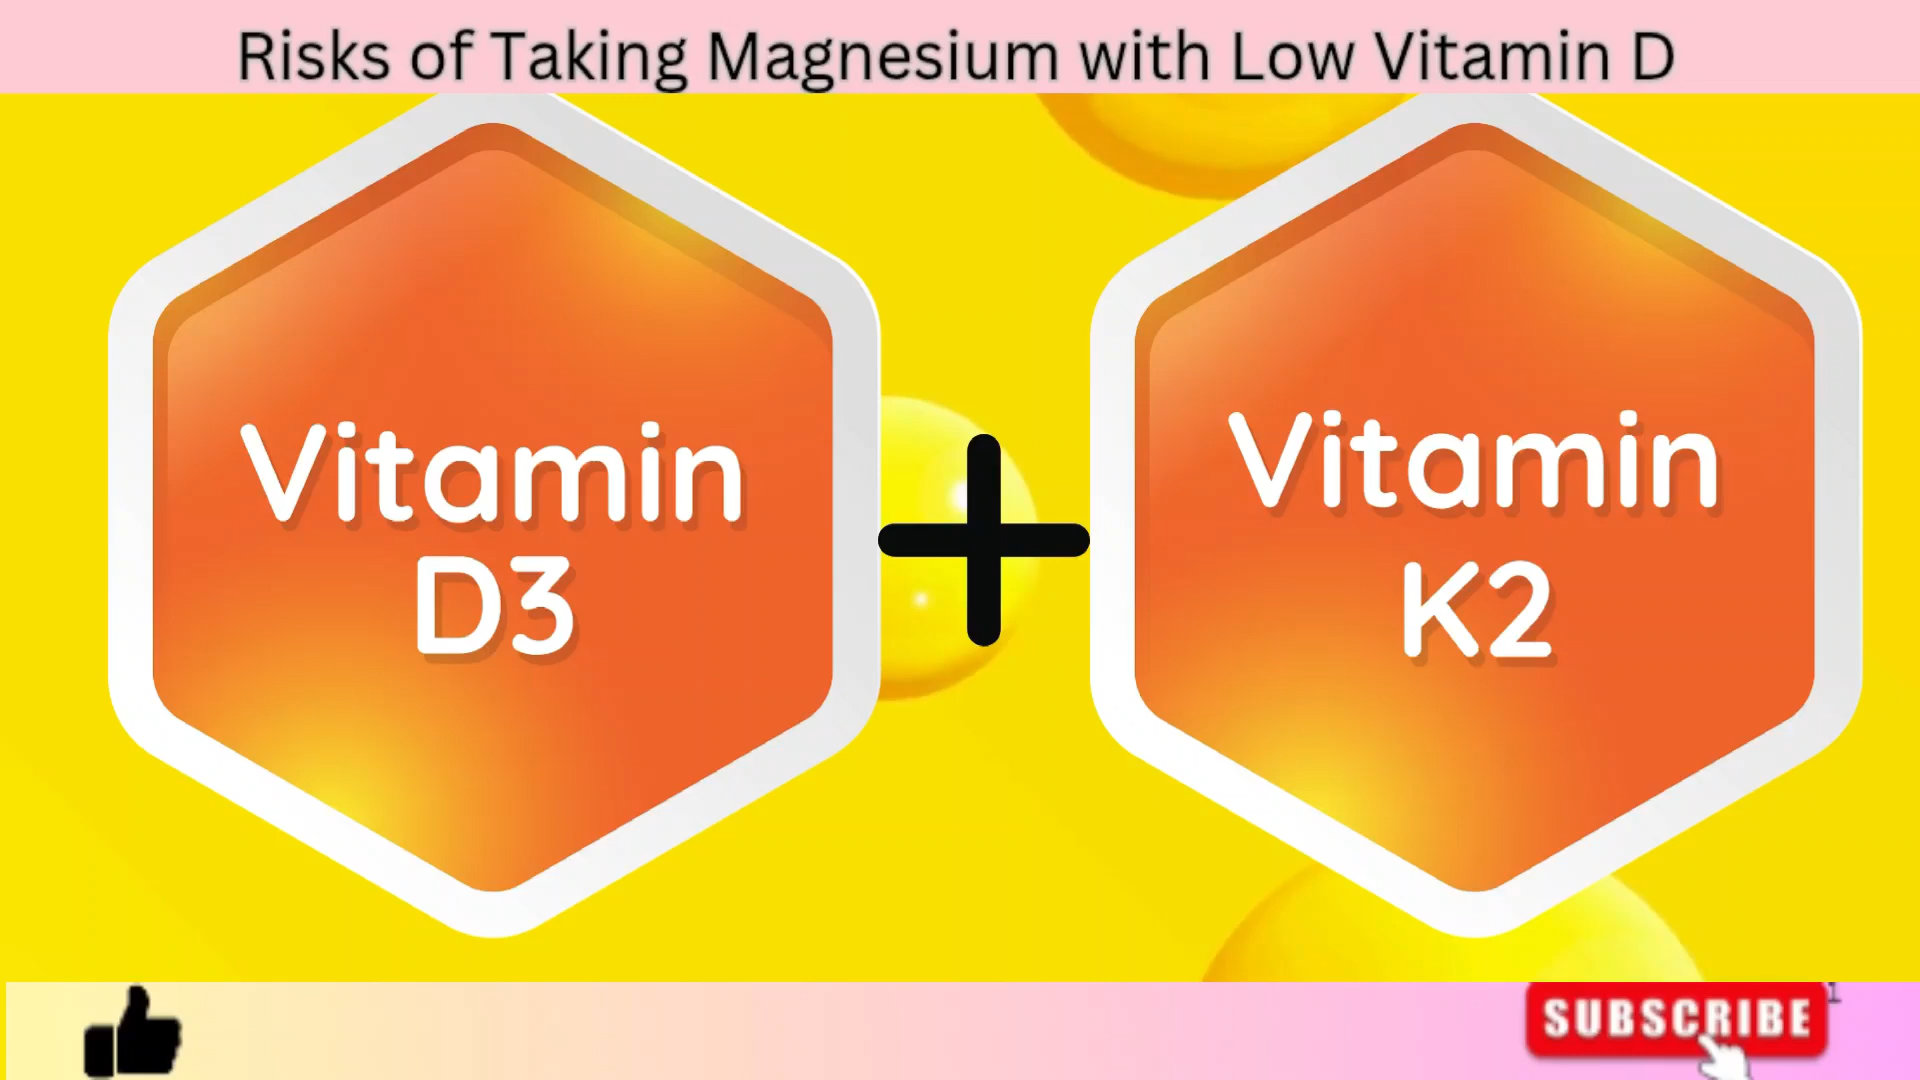 Risks of Taking Magnesium with Low Vitamin D
Vitamin
D3
Vitamin
K2
SUBSCRIBE